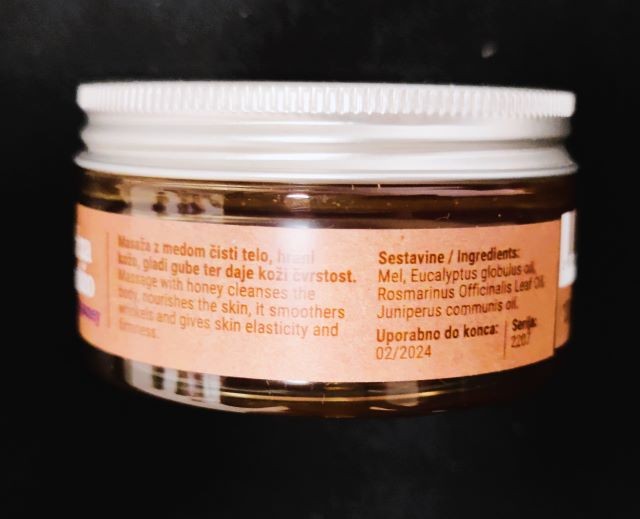 Masaža z medom čisti telo, hrani
kožo, gladi gube ter daje koži čvrstost.
Massage with honey cleanses the
body, nourishes the skin, it smoothers
wrinkels and gives skin elasticity and
firmness.
Sestavine / Ingredients:
Mel, Eucalyptus globulus oil,
Rosmarinus Officinalis Leaf Oil,
Juniperus communis oil.
Uporabno do konca:
02/2024
Serija:
2207